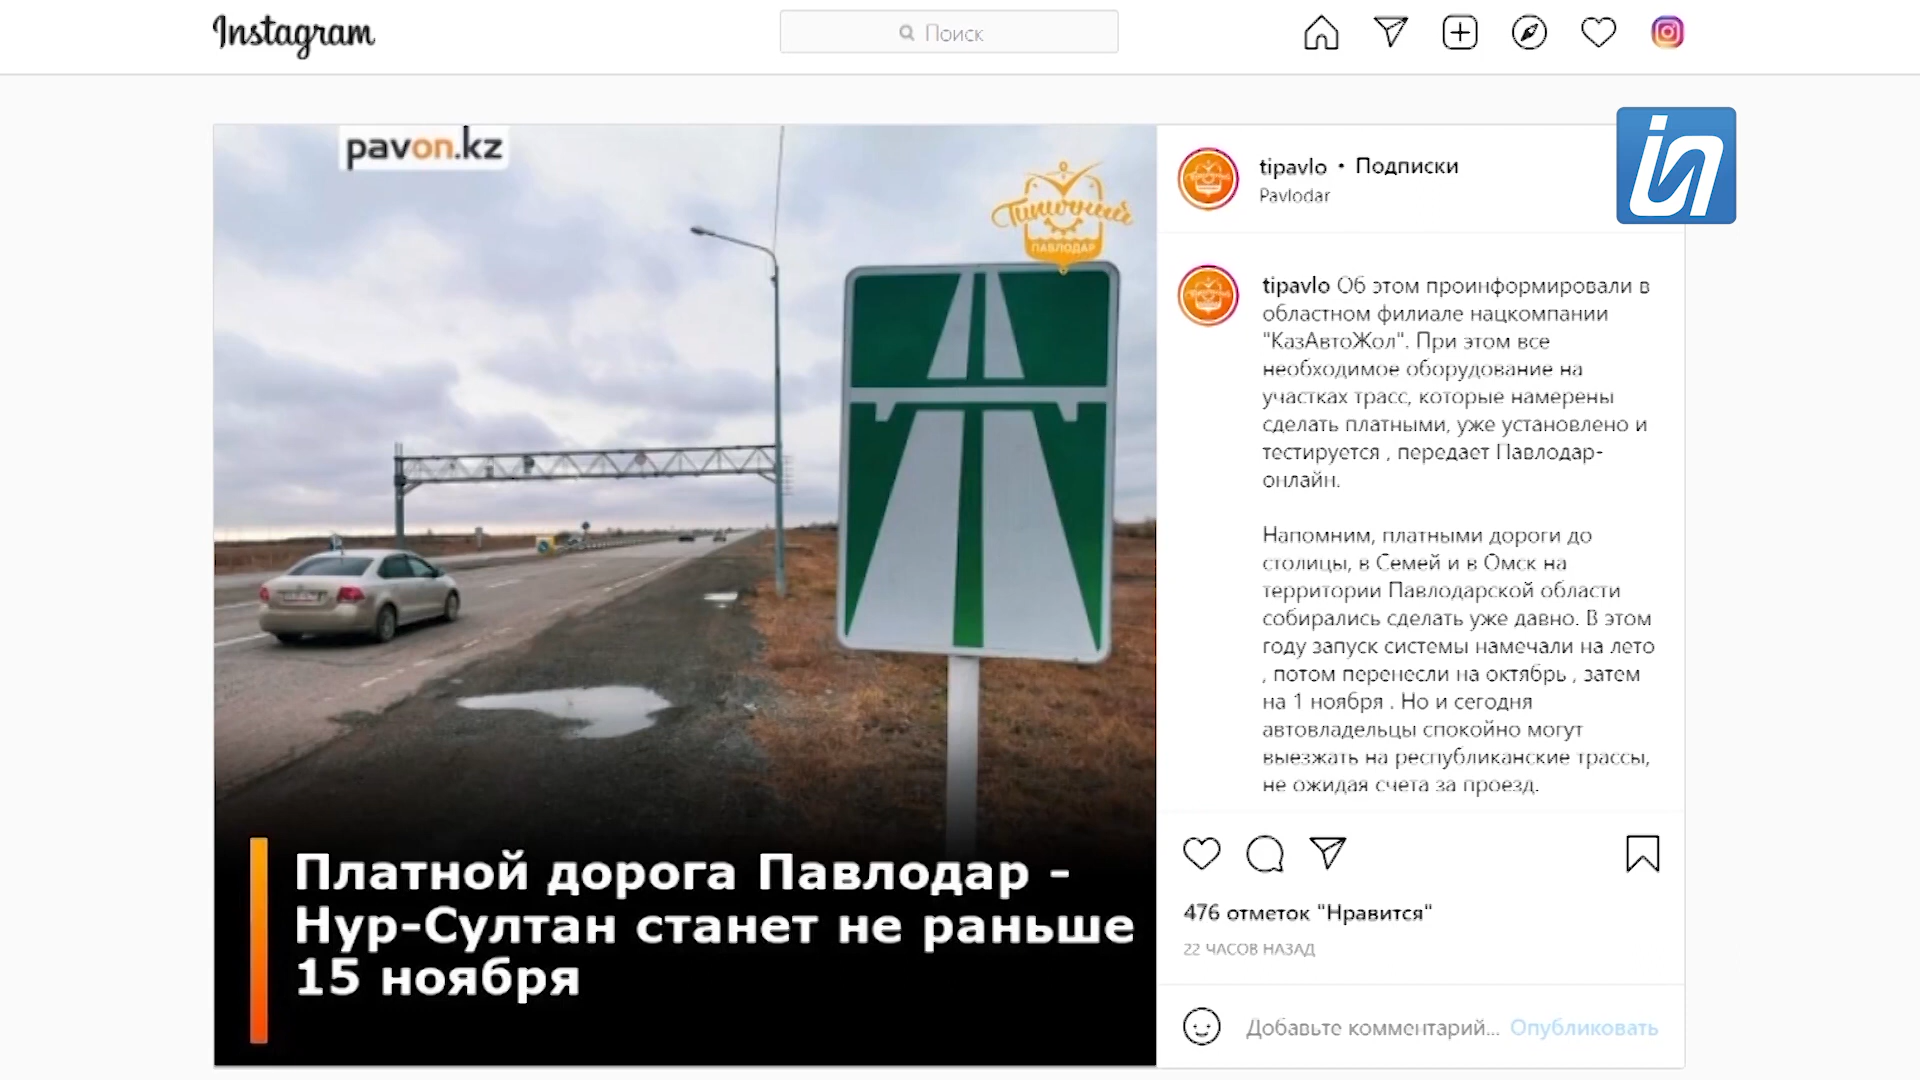 Instagram
Поиск
pavon.kz
Типичный
ПАВЛОДАР
Платной дорога Павлодар -
Нур-Султан станет не раньше
15 ноября
tipavlo • Подписки
Pavlodar
in
tipavlo Об этом проинформировали в
областном филиале нацкомпании
"КазАвтоЖол". При этом все
необходимое оборудование на
участках трасс, которые намерены
сделать платными, уже установлено и
тестируется , передает Павлодар-
онлайн.
Напомним, платными дороги до
столицы, в Семей и в Омск на
территории Павлодарской области
собирались сделать уже давно. В этом
году запуск системы намечали на лето
, потом перенесли на октябрь , затем
на 1 ноября . Но и сегодня
автовладельцы спокойно могут
выезжать на республиканские трассы,
не ожидая счета за проезд.
476 отметок "Нравится"
22 ЧАСОВ НАЗАД
Добавьте комментарий... Опубликовать